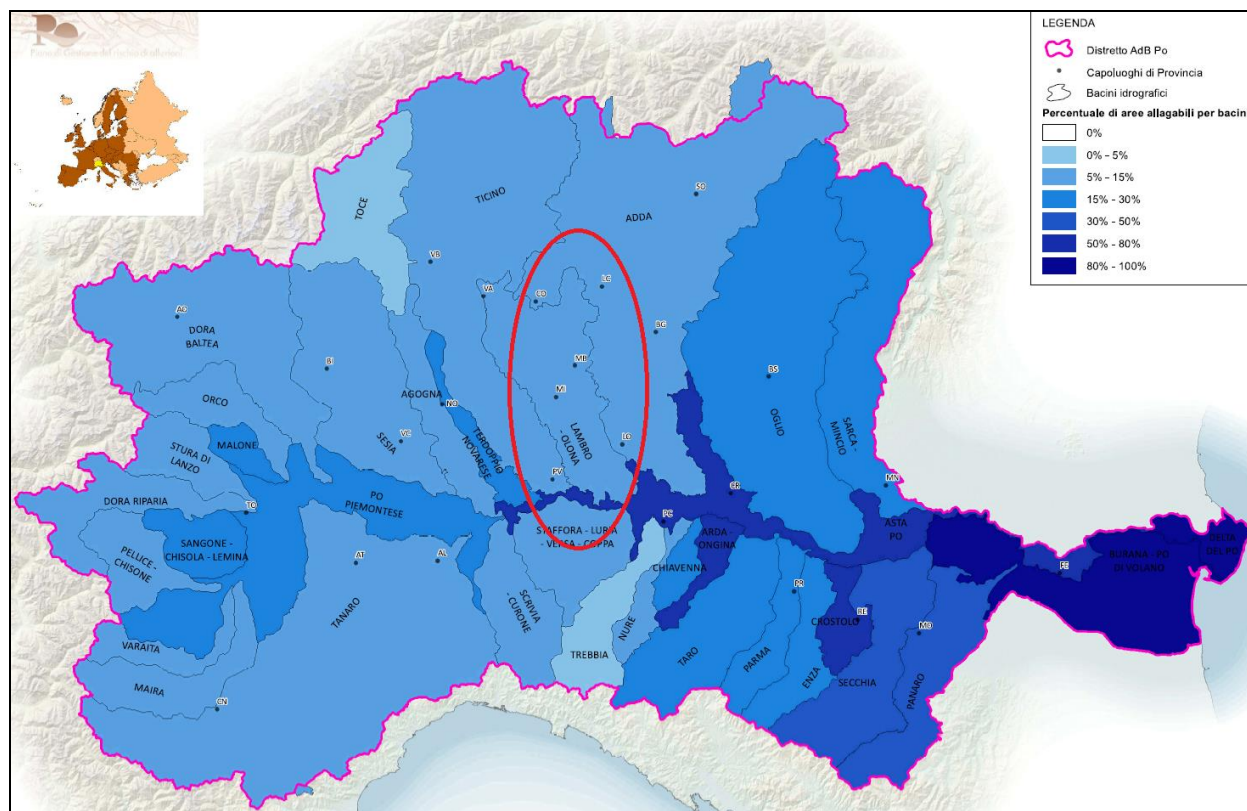 Po
LEGENDA
Distretto AdB Po
Capoluoghi di Provincia
Bacini idrografici
Percentuale di aree allagabili per bacin
0%
0% - 5%
5% - 15%
15% - 30%
30% - 50%
50% - 80%
80% - 100%
TOCE
TICINO
SO
ADDA
VB
VA
CO
LC
AO
DORA
BALTEA
BG
BI
MB
BS
AGOGNA
NO
MI
ORCO
OGLIO
SARCA -
MINCIO
MALONE
SESIA
VC
TERDOPPIO
NOVARESE
LAMBRO
- OLONA
LO
STURA DI
LANZO
PV
CR
MN
PO
PIEMONTESE
DORA RIPARIA
TO
PC
STAFFORA - LURIA
- VERSA - COPPA
ARDA -
ONGINA
ASTA
PO
SANGONE -
CHISOLA - LEMINA
PELLICE -
CHISONE
AT
AL
CHIAVENNA
FE
BURANA - PO
DI VOLANO
DELTA
DEL PO
PR
TANARO
SCRIVIA
- CURONE
NURE
CROSTOLO
RE
MO
VARAITA
TREBBIA
TARO
PARMA
ENZA
SECCHIA
PANARO
MAIRA
CN